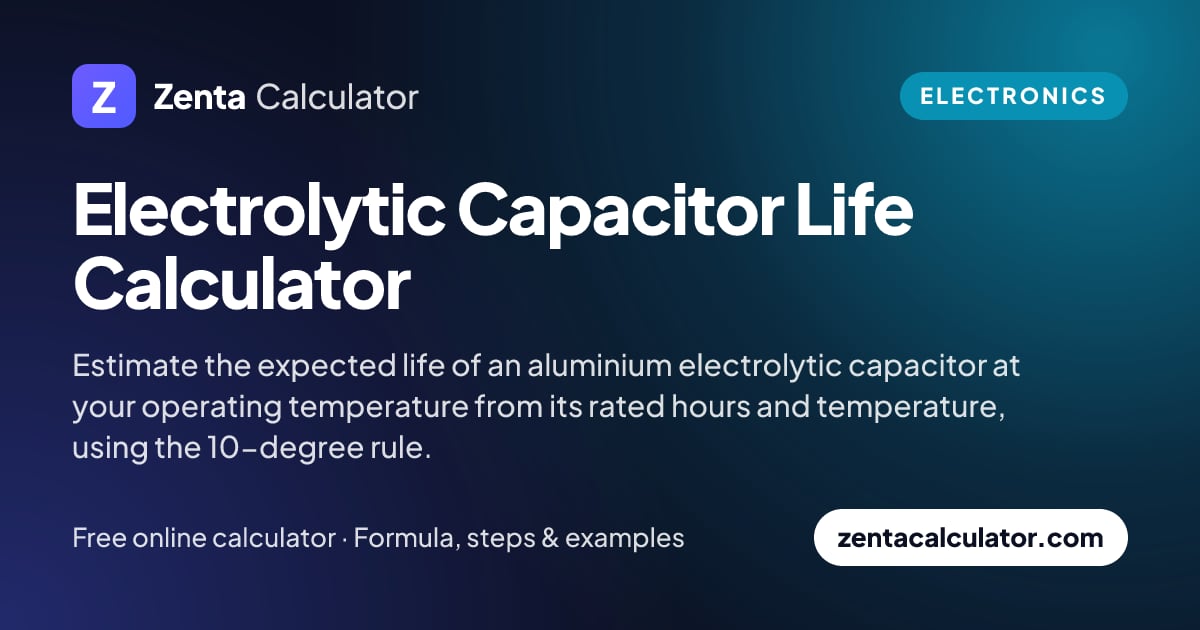 Z
Zenta Calculator
ELECTRONICS
Electrolytic Capacitor Life
Calculator
Estimate the expected life of an aluminium electrolytic capacitor at
your operating temperature from its rated hours and temperature,
using the 10–degree rule.
Free online calculator · Formula, steps & examples
zentacalculator.com